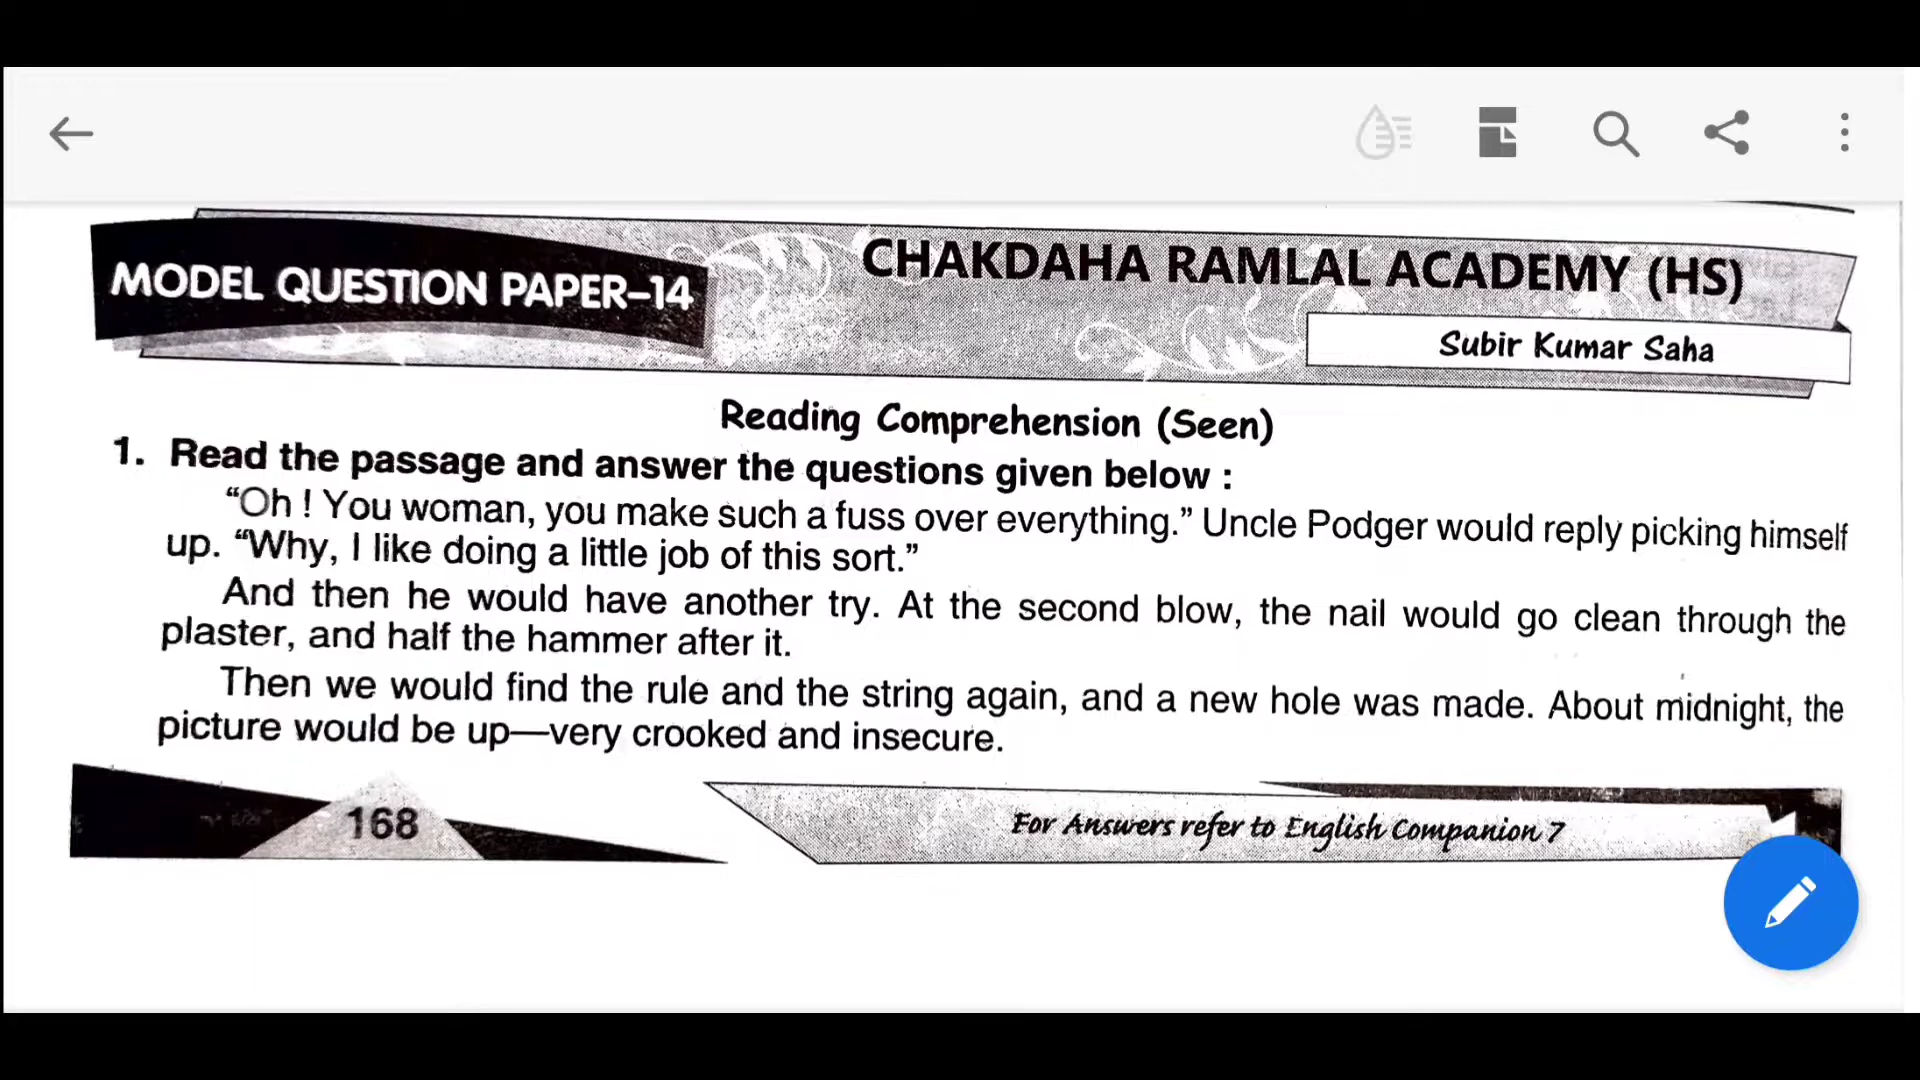 MODEL QUESTION PAPER–14
CHAKDAHA RAMLAL ACADEMY (HS)
Subir Kumar Saha
Reading Comprehension (Seen)
1. Read the passage and answer the questions given below :
“Oh ! You woman, you make such a fuss over everything.” Uncle Podger would reply picking himself
up. “Why, I like doing a little job of this sort.”
And then he would have another try. At the second blow, the nail would go clean through the
plaster, and half the hammer after it.
Then we would find the rule and the string again, and a new hole was made. About midnight, the
picture would be up—very crooked and insecure.
168
For Answers refer to English Companion 7